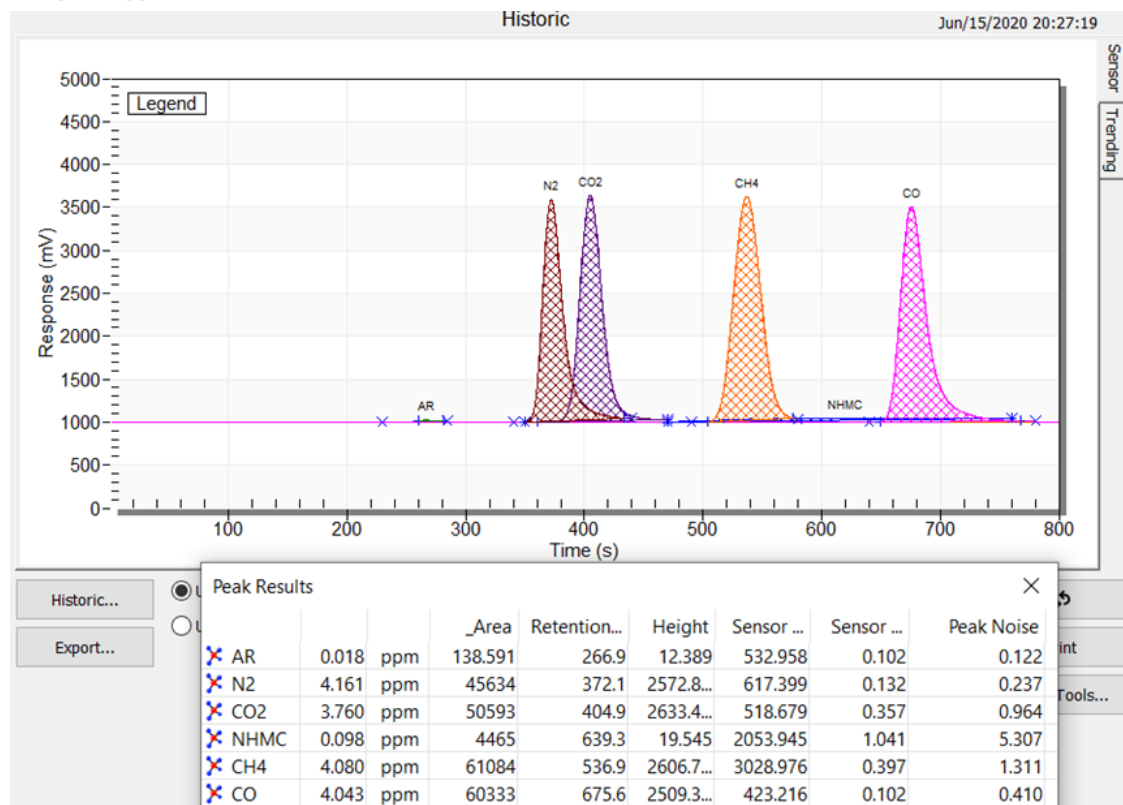 Historic
Jun/15/2020 20:27:19
Sensor
Trending
Legend
Response (mV)
5000
4500
4000
3500
3000
2500
2000
1500
1000
500
0
N2
CO2
CH4
CO
AR
NHMC
100 200 300 400 500 600 700 800
Time (s)
Historic...
Export...
Tools...
Peak Results
_Area Retention... Height Sensor ... Sensor ... Peak Noise
AR 0.018 ppm 138.591 266.9 12.389 532.958 0.102 0.122
N2 4.161 ppm 45634 372.1 2572.8... 617.399 0.132 0.237
CO2 3.760 ppm 50593 404.9 2633.4... 518.679 0.357 0.964
NHMC 0.098 ppm 4465 639.3 19.545 2053.945 1.041 5.307
CH4 4.080 ppm 61084 536.9 2606.7... 3028.976 0.397 1.311
CO 4.043 ppm 60333 675.6 2509.3... 423.216 0.102 0.410